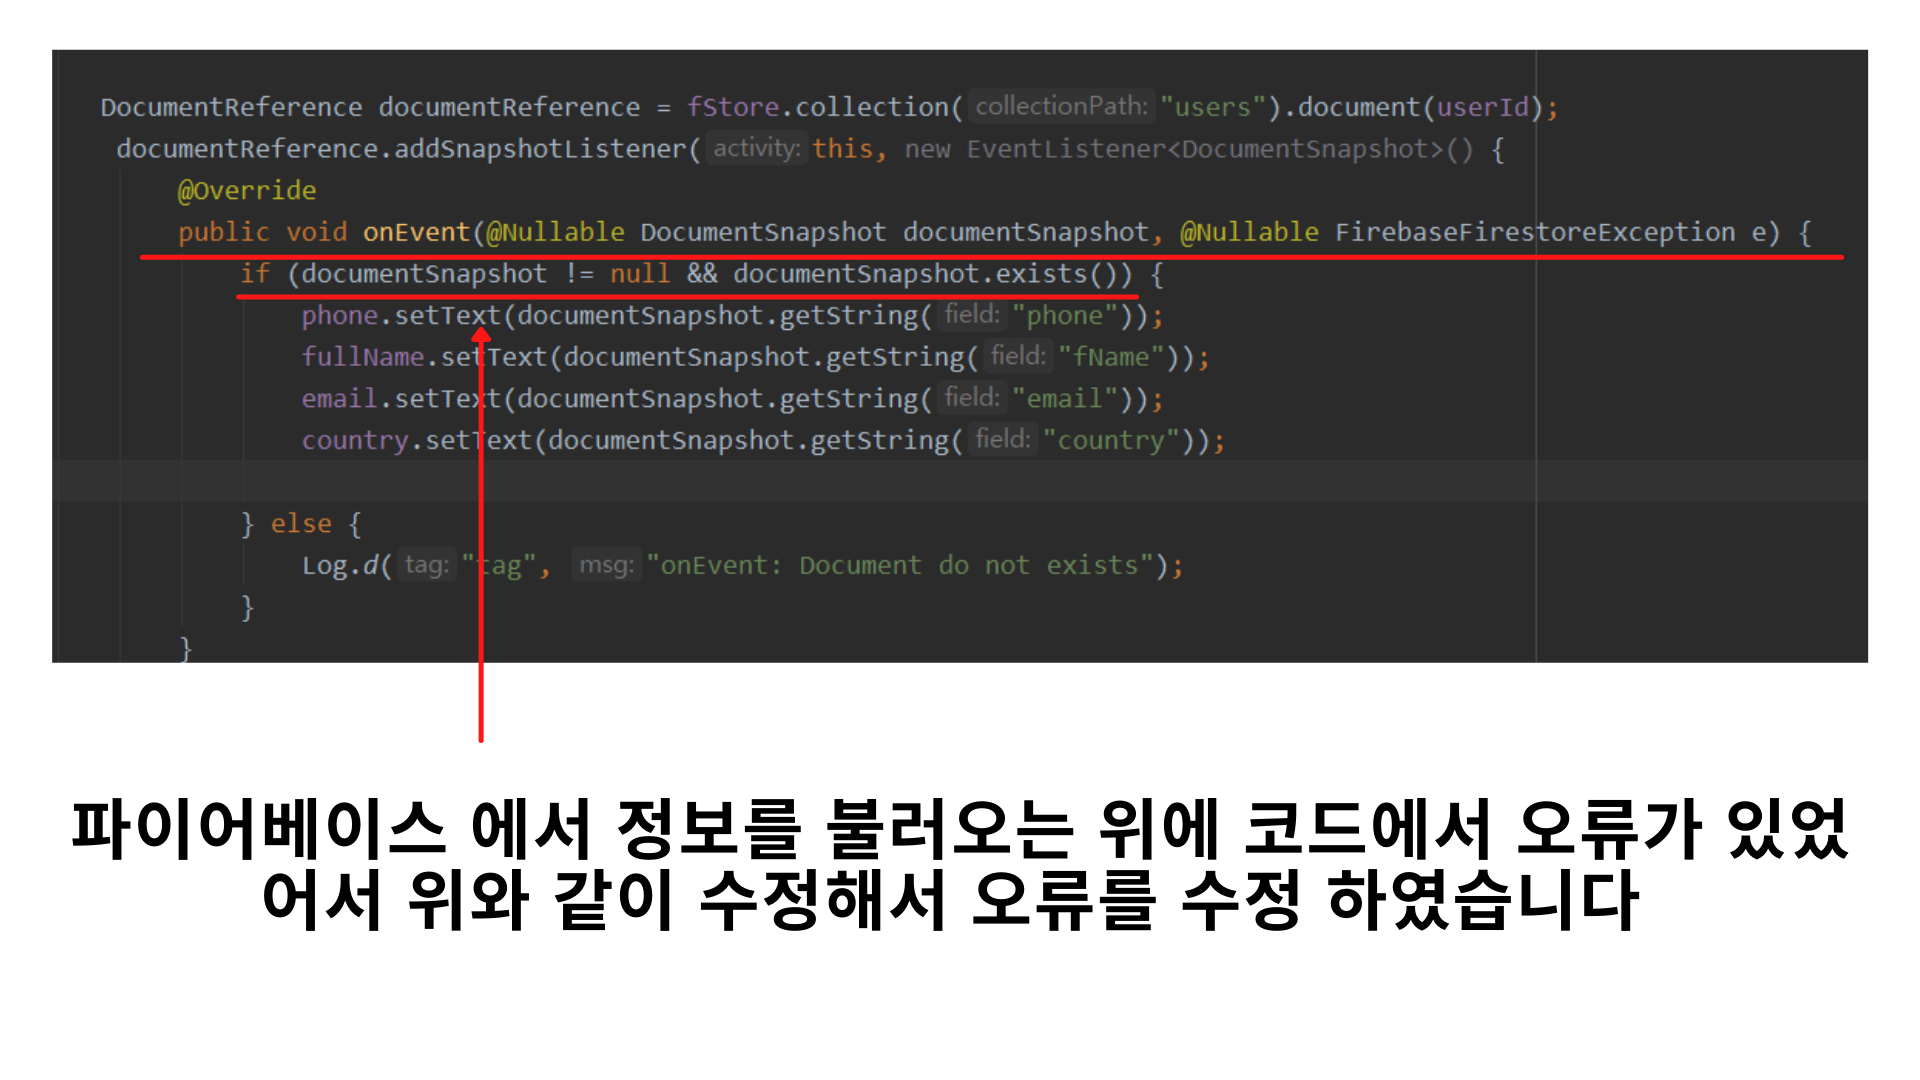 DocumentReference documentReference = fStore.collection( collectionPath: "users").document(userId);
documentReference.addSnapshotListener( activity: this, new EventListener<DocumentSnapshot>() {
@Override
public void onEvent(@Nullable DocumentSnapshot documentSnapshot, @Nullable FirebaseFirestoreException e) {
if (documentSnapshot != null && documentSnapshot.exists()) {
phone.setText(documentSnapshot.getString( field: "phone"));
fullName.setText(documentSnapshot.getString( field: "fName"));
email.setText(documentSnapshot.getString( field: "email"));
country.setText(documentSnapshot.getString( field: "country"));
} else {
Log.d( tag: "tag", msg: "onEvent: Document do not exists");
}
}
파이어베이스 에서 정보를 불러오는 위에 코드에서 오류가 있었
어서 위와 같이 수정해서 오류를 수정 하였습니다